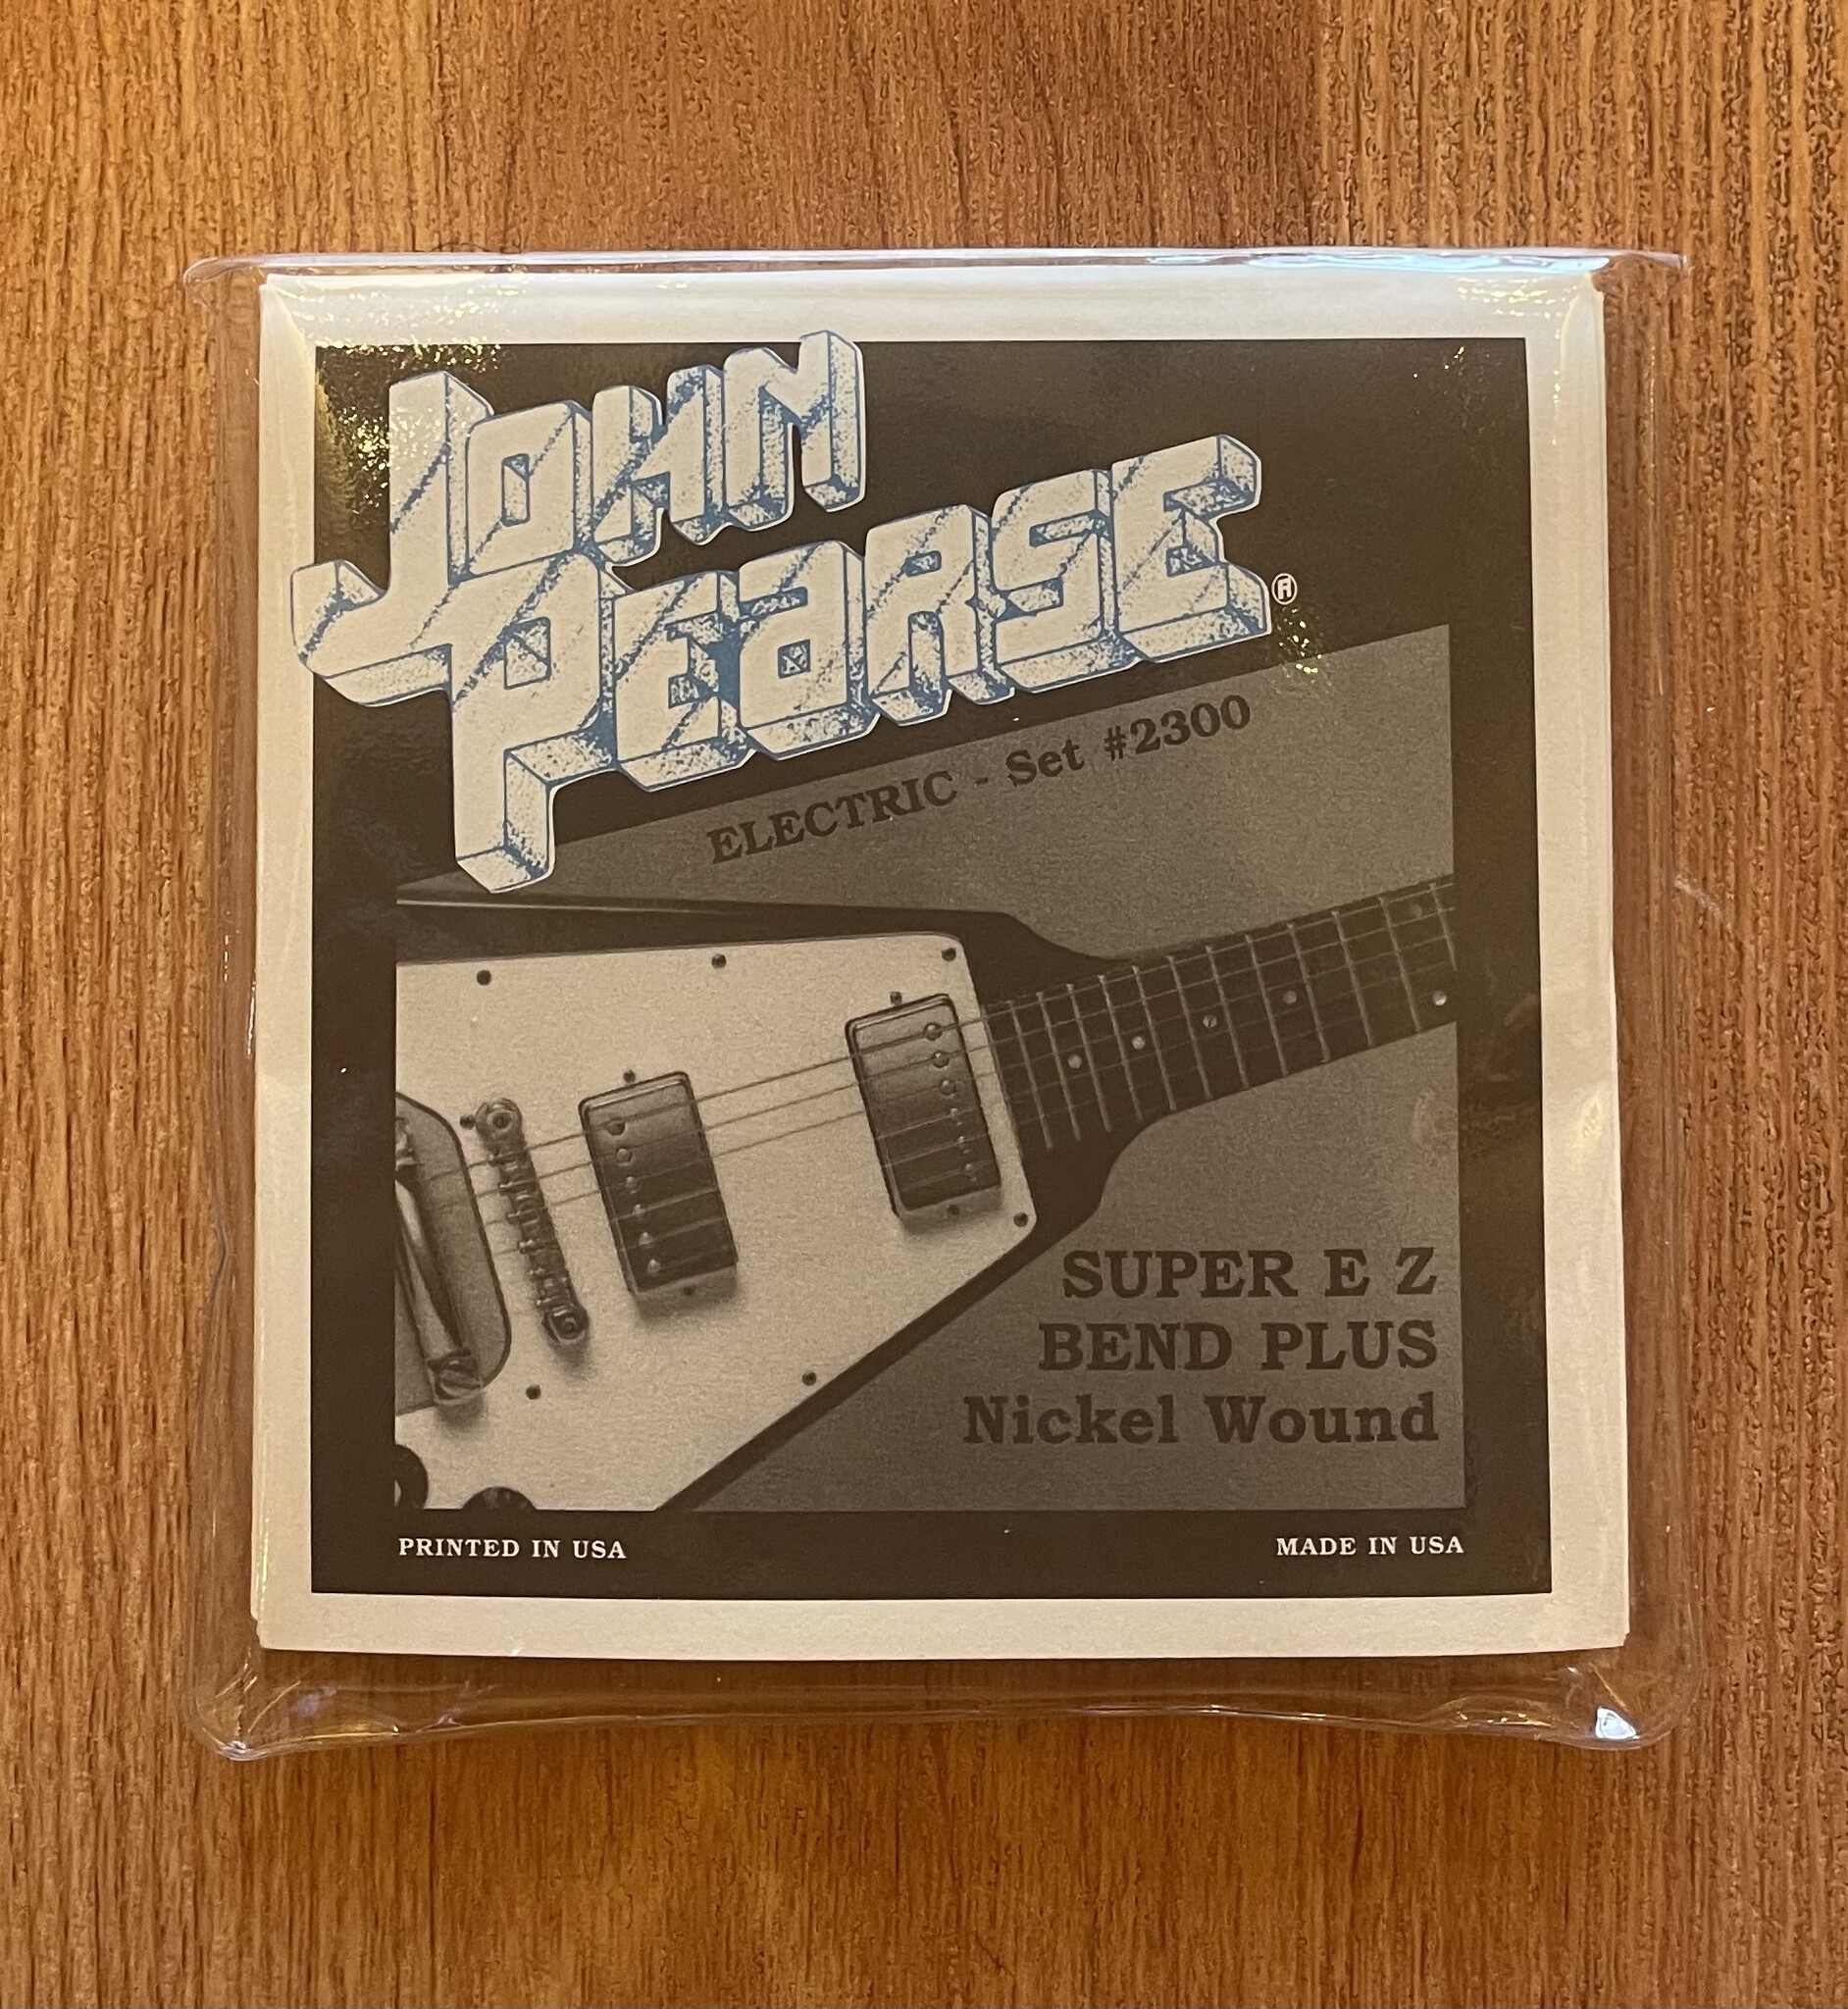 JOHN
PEaRSE®
ELECTRIC - Set #2300
SUPER E Z
BEND PLUS
Nickel Wound
PRINTED IN USA
MADE IN USA